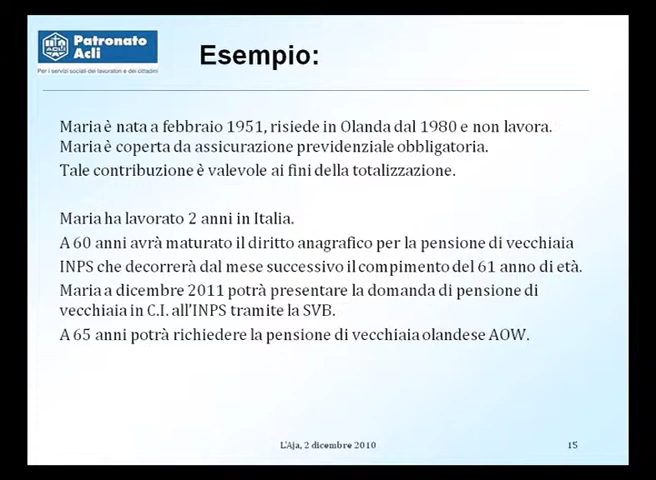 Patronato
Acli
Per i servizi sociali dei lavoratori e dei cittadini
Esempio:
Maria è nata a febbraio 1951, risiede in Olanda dal 1980 e non lavora.
Maria è coperta da assicurazione previdenziale obbligatoria.
Tale contribuzione è valevole ai fini della totalizzazione.
Maria ha lavorato 2 anni in Italia.
A 60 anni avrà maturato il diritto anagrafico per la pensione di vecchiaia
INPS che decorrerà dal mese successivo il compimento del 61 anno di età.
Maria a dicembre 2011 potrà presentare la domanda di pensione di
vecchiaia in C.I. all'INPS tramite la SVB.
A 65 anni potrà richiedere la pensione di vecchiaia olandese AOW.
L'Aja, 2 dicembre 2010
15